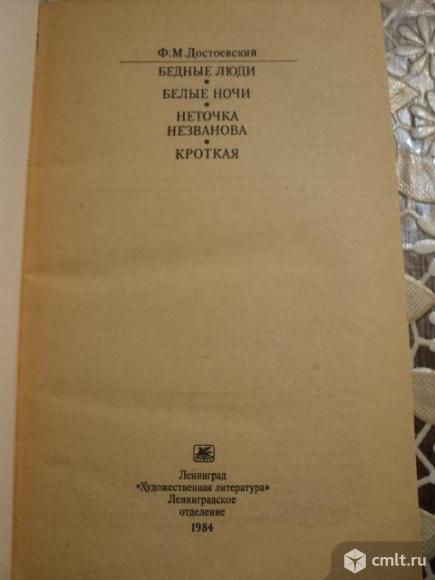 Ф.М.Достоевский
БЕДНЫЕ ЛЮДИ
•
БЕЛЫЕ НОЧИ
•
НЕТОЧКА
НЕЗВАНОВА
•
КРОТКАЯ
Ленинград
«Художественная литература»
Ленинградское
отделение
1984
cmlt.ru